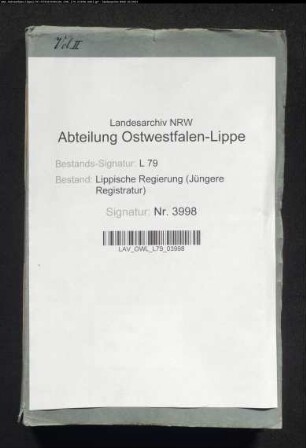 Vol. II
Landesarchiv NRW
Abteilung Ostwestfalen-Lippe
Bestands-Signatur: L 79
Bestand: Lippische Regierung (Jüngere
Registratur)
Signatur: Nr. 3998
LAV_OWL_L79_03998